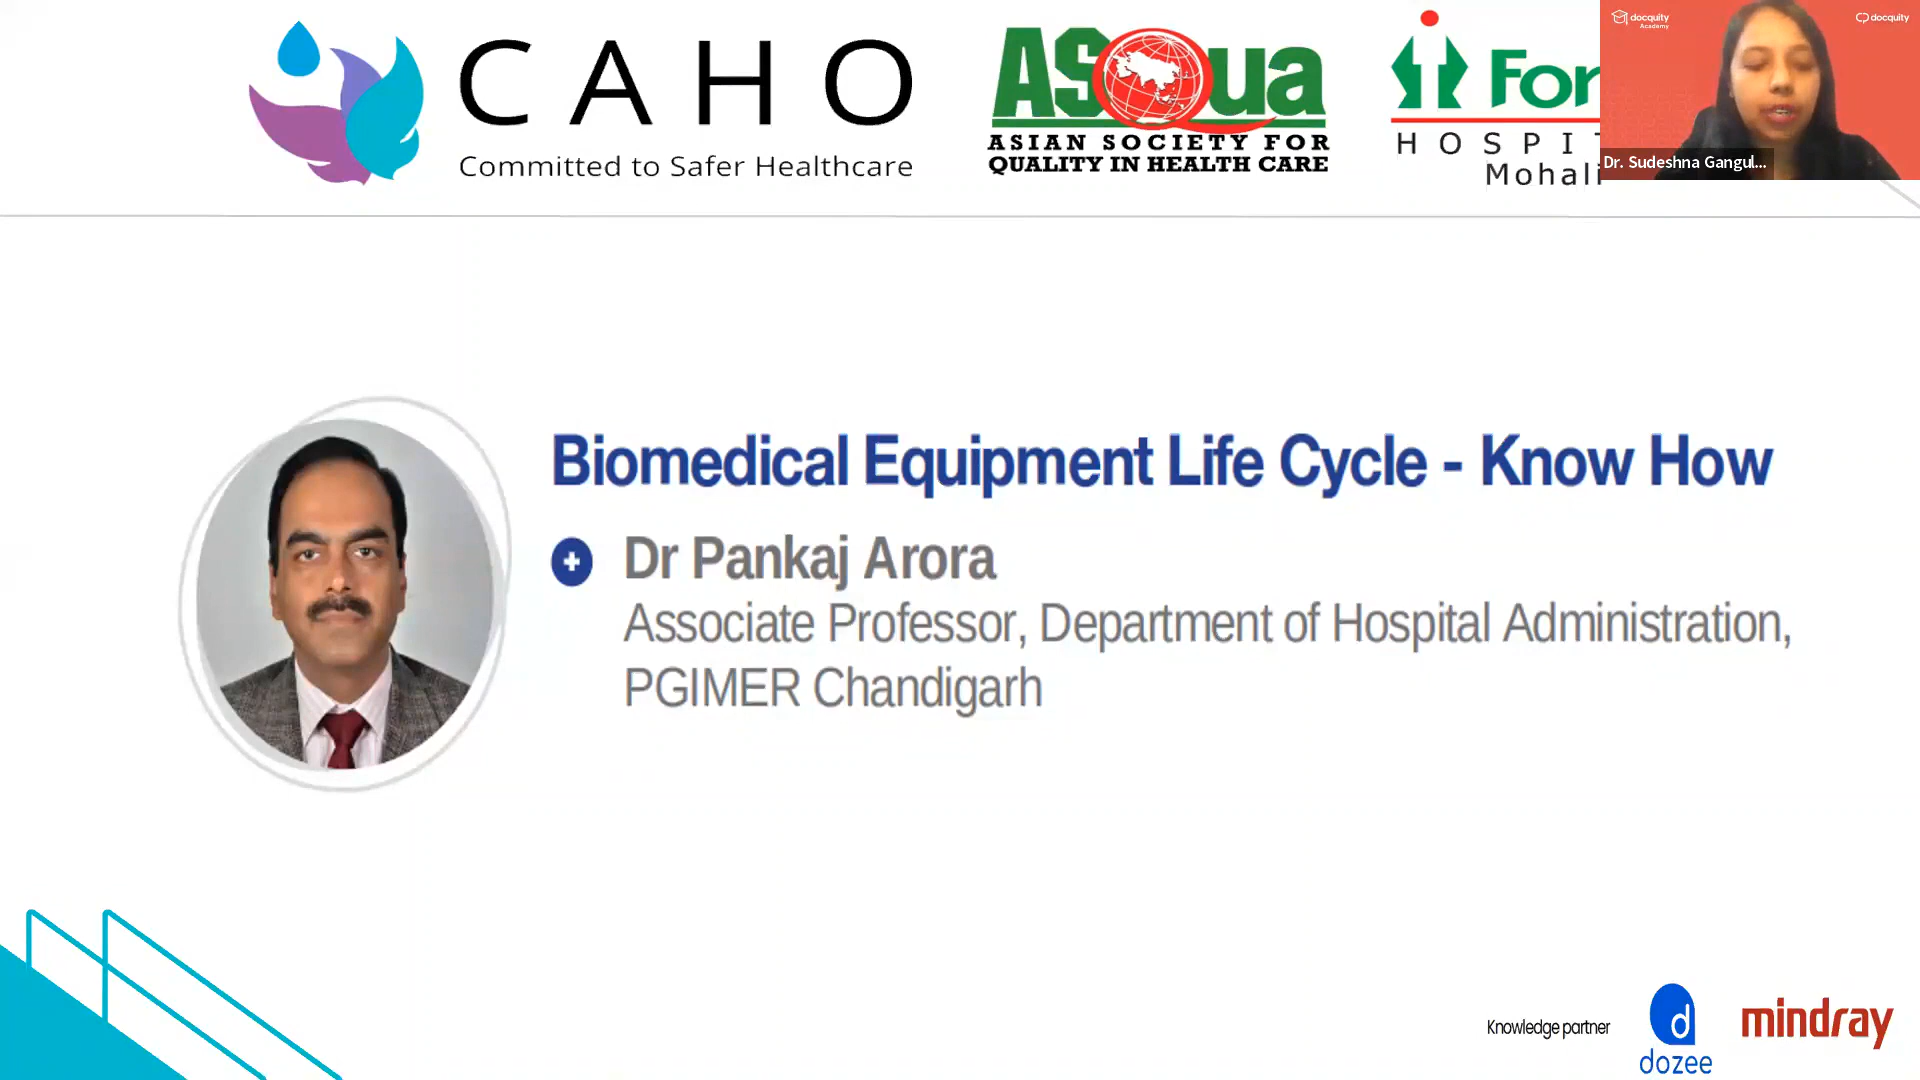 CAHO
Committed to Safer Healthcare
ASQua
ASIAN SOCIETY FOR
QUALITY IN HEALTH CARE
For
HOSPI
Mohali
docquity
Academy
docquity
Dr. Sudeshna Gangul...
Biomedical Equipment Life Cycle - Know How
Dr Pankaj Arora
Associate Professor, Department of Hospital Administration,
PGIMER Chandigarh
Knowledge partner
d
dozee
mindray